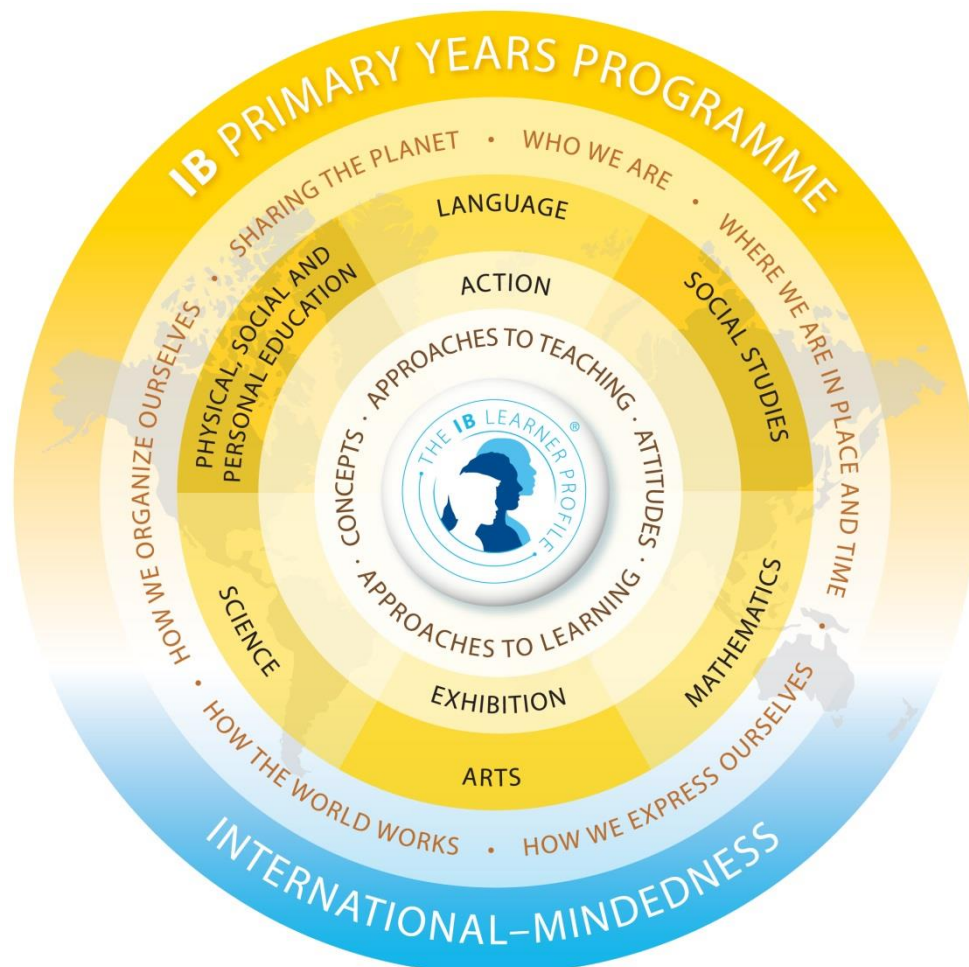 IB PRIMARY YEARS PROGRAMME
SHARING THE PLANET • WHO WE ARE • WHERE WE ARE IN PLACE AND TIME • HOW WE EXPRESS OURSELVES • HOW THE WORLD WORKS • HOW WE ORGANIZE OURSELVES •
LANGUAGE
SOCIAL STUDIES
MATHEMATICS
ARTS
SCIENCE
PHYSICAL, SOCIAL AND
PERSONAL EDUCATION
ACTION
EXHIBITION
APPROACHES TO TEACHING · ATTITUDES · APPROACHES TO LEARNING · CONCEPTS ·
THE IB LEARNER PROFILE ®
INTERNATIONAL–MINDEDNESS